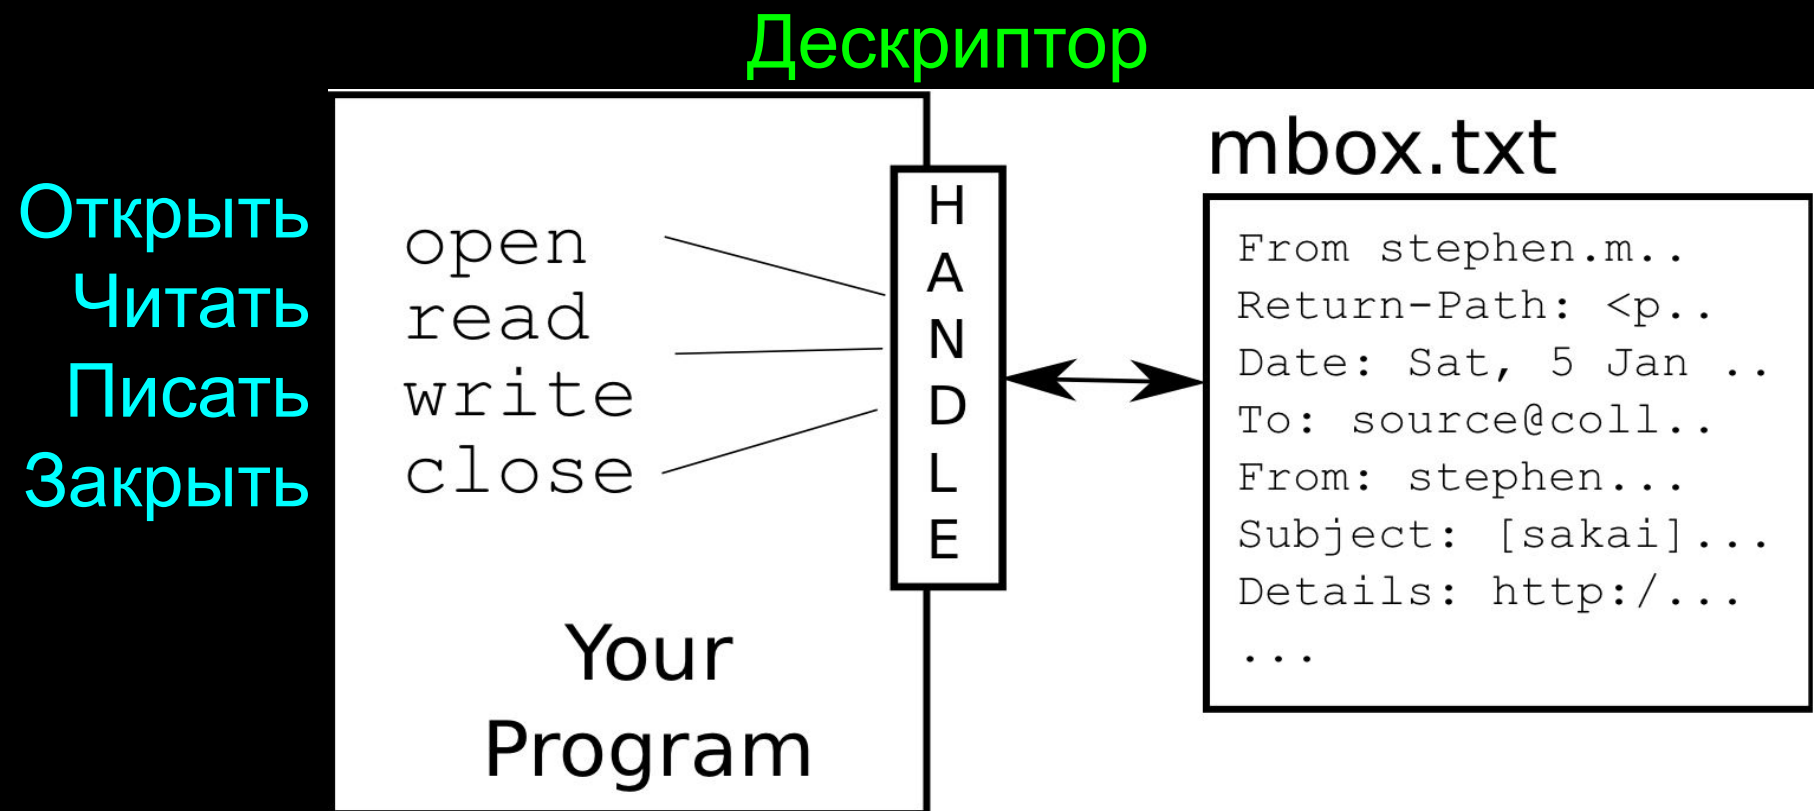 Дескриптор
Открыть
Читать
Писать
Закрыть
open
read
write
close
Your
Program
H
A
N
D
L
E
mbox.txt
From stephen.m..
Return-Path: <p..
Date: Sat, 5 Jan ..
To: source@coll..
From: stephen...
Subject: [sakai]...
Details: http:/...
...